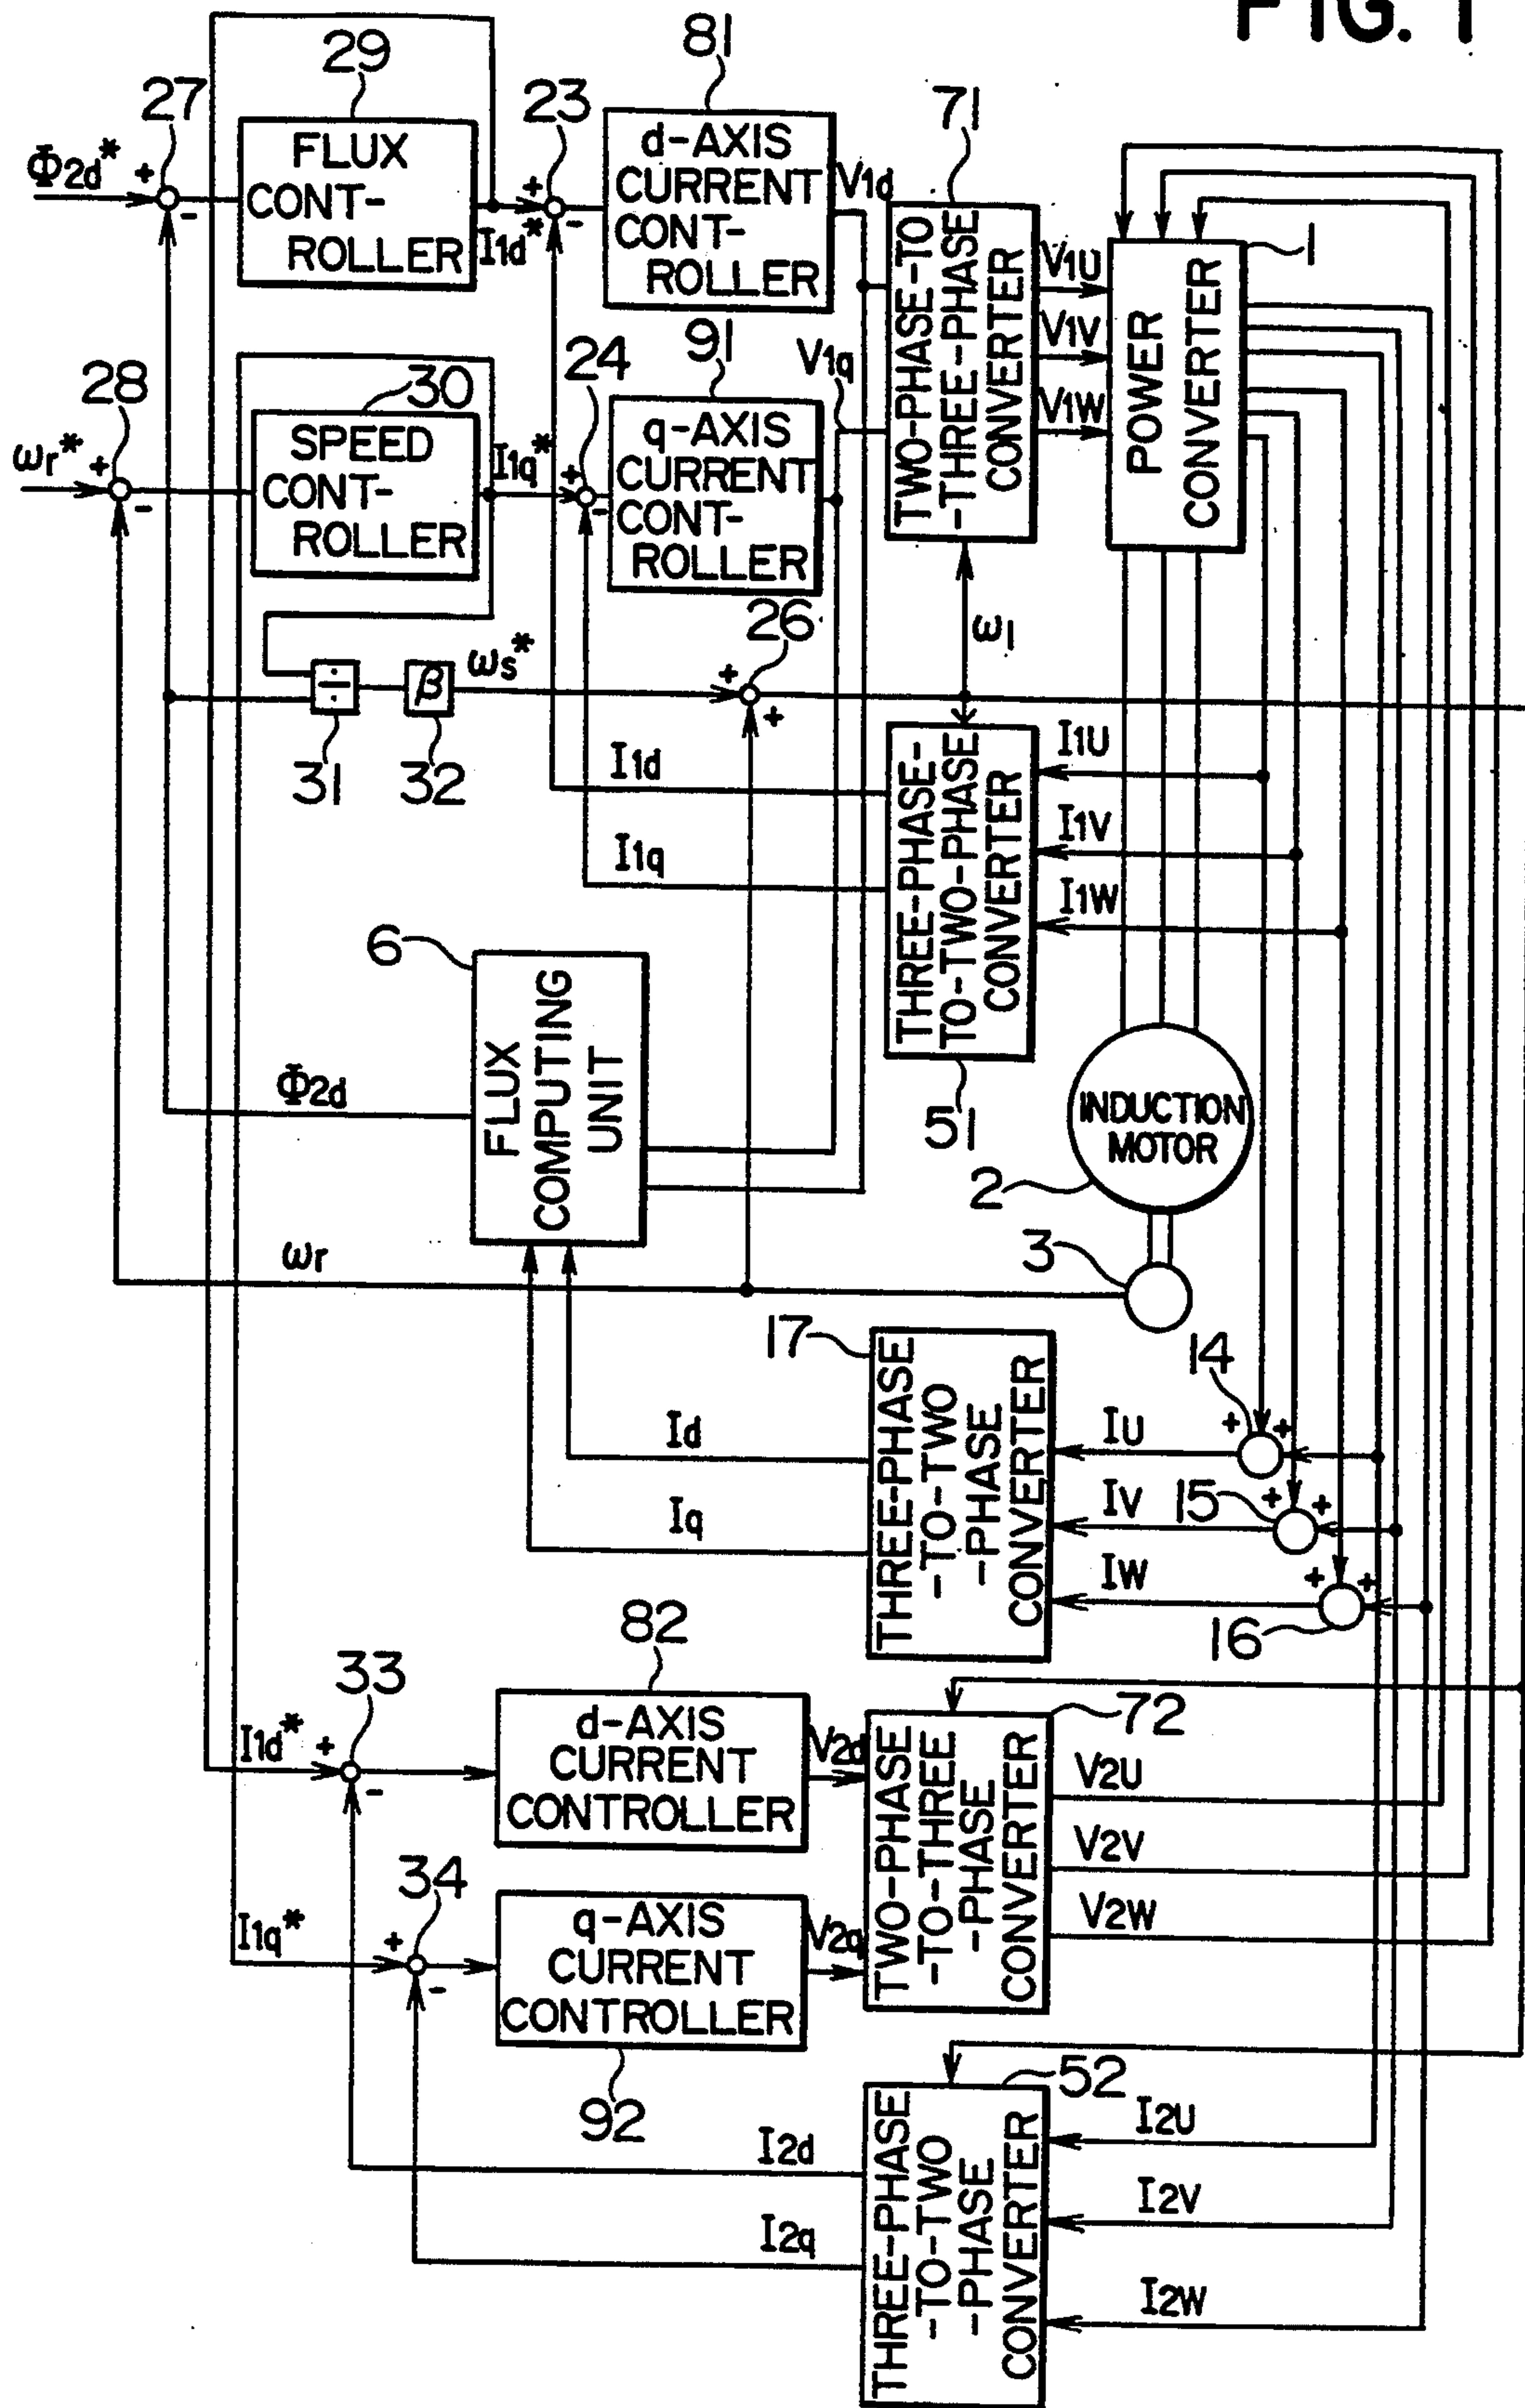 FIG. 1
27
29
23
81
71
Φ2d*
+
-
FLUX
CONT-
ROLLER
I1d*
+
-
d-AXIS
CURRENT
CONT-
ROLLER
V1d
TWO-PHASE-TO
-THREE-PHASE
CONVERTER
V1U
V1V
V1W
POWER
CONVERTER
1
28
30
24
91
V1q
ωr*
+
-
SPEED
CONT-
ROLLER
I1q*
+
-
q-AXIS
CURRENT
CONT-
ROLLER
26
ω1
÷
31
β
32
ωs*
+
+
I1d
I1q
THREE-PHASE-
TO-TWO-PHASE
CONVERTER
51
I1U
I1V
I1W
6
FLUX
COMPUTING
UNIT
Φ2d
INDUCTION
MOTOR
2
3
ωr
17
THREE-PHASE
-TO-TWO
-PHASE
CONVERTER
Id
Iq
IU
IV
IW
14
+
+
15
+
+
16
+
+
33
82
72
I1d*
+
-
d-AXIS
CURRENT
CONTROLLER
V2d
TWO-PHASE
-TO-THREE
-PHASE
CONVERTER
V2U
V2V
V2W
34
I1q*
+
-
q-AXIS
CURRENT
CONTROLLER
V2q
92
52
THREE-PHASE
-TO-TWO
-PHASE
CONVERTER
I2d
I2q
I2U
I2V
I2W